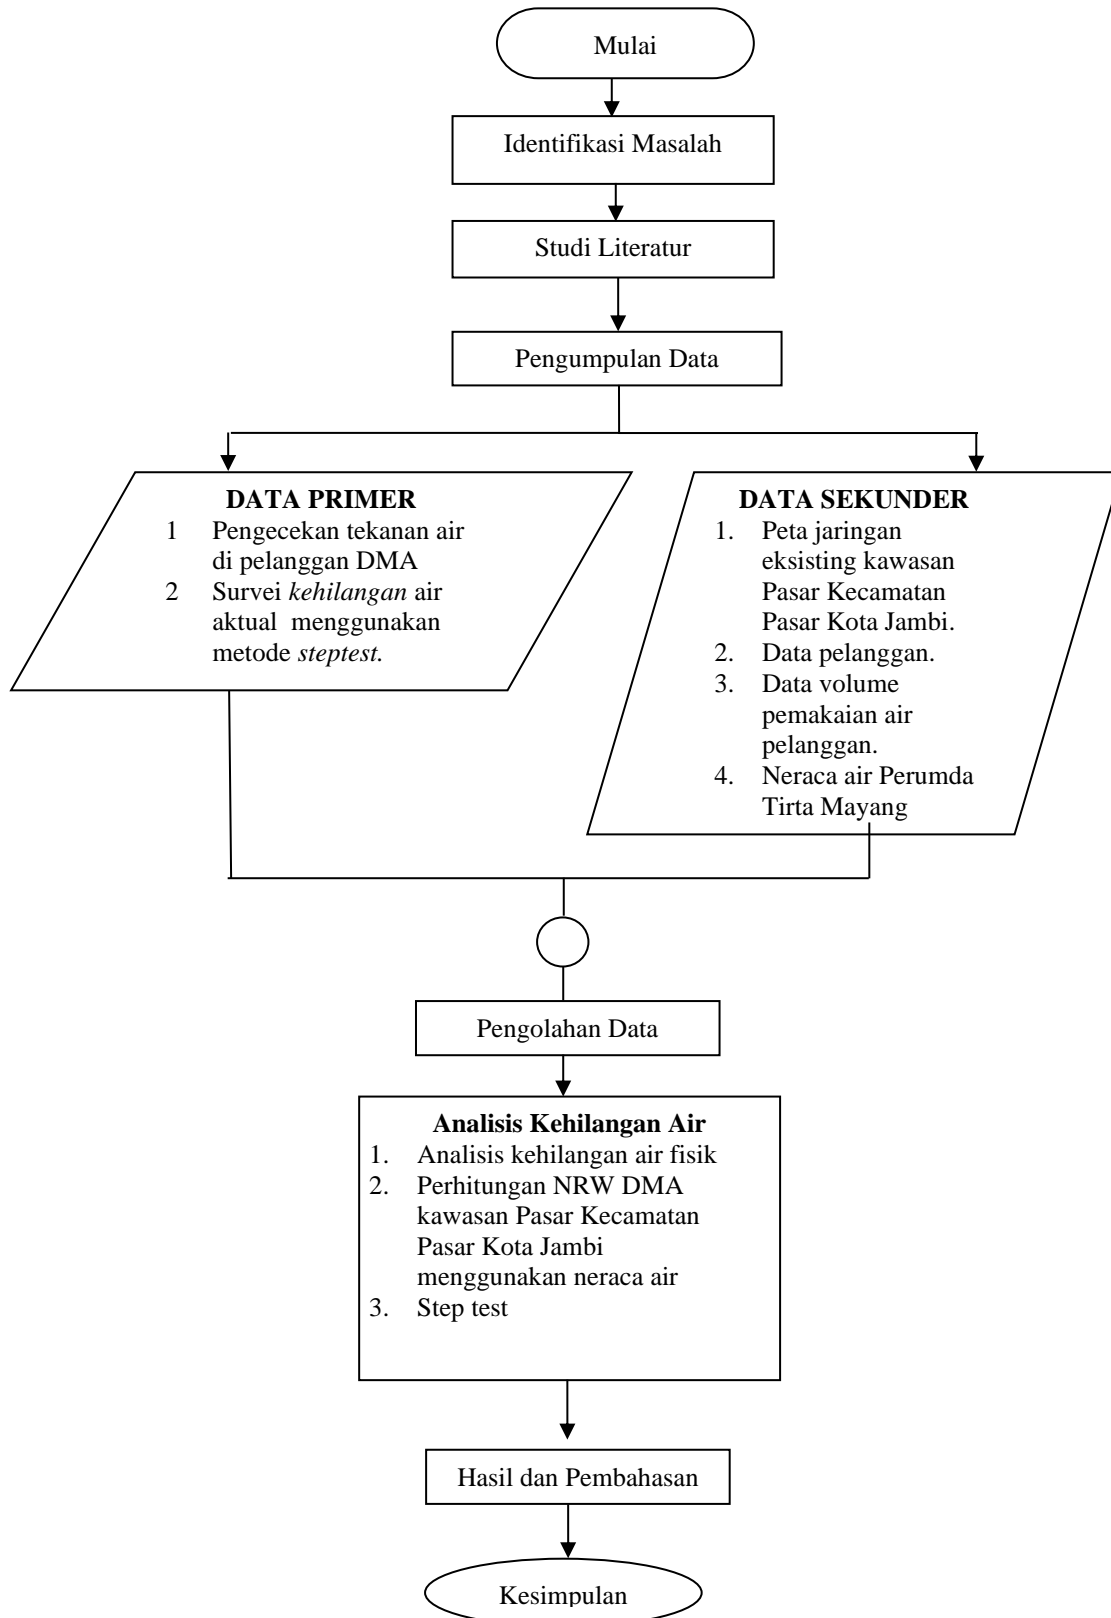 Mulai
Identifikasi Masalah
Studi Literatur
Pengumpulan Data
DATA PRIMER
1 Pengecekan tekanan air
di pelanggan DMA
2 Survei kehilangan air
aktual menggunakan
metode steptest.
DATA SEKUNDER
1. Peta jaringan
eksisting kawasan
Pasar Kecamatan
Pasar Kota Jambi.
2. Data pelanggan.
3. Data volume
pemakaian air
pelanggan.
4. Neraca air Perumda
Tirta Mayang
Pengolahan Data
Analisis Kehilangan Air
1. Analisis kehilangan air fisik
2. Perhitungan NRW DMA
kawasan Pasar Kecamatan
Pasar Kota Jambi
menggunakan neraca air
3. Step test
Hasil dan Pembahasan
Kesimpulan